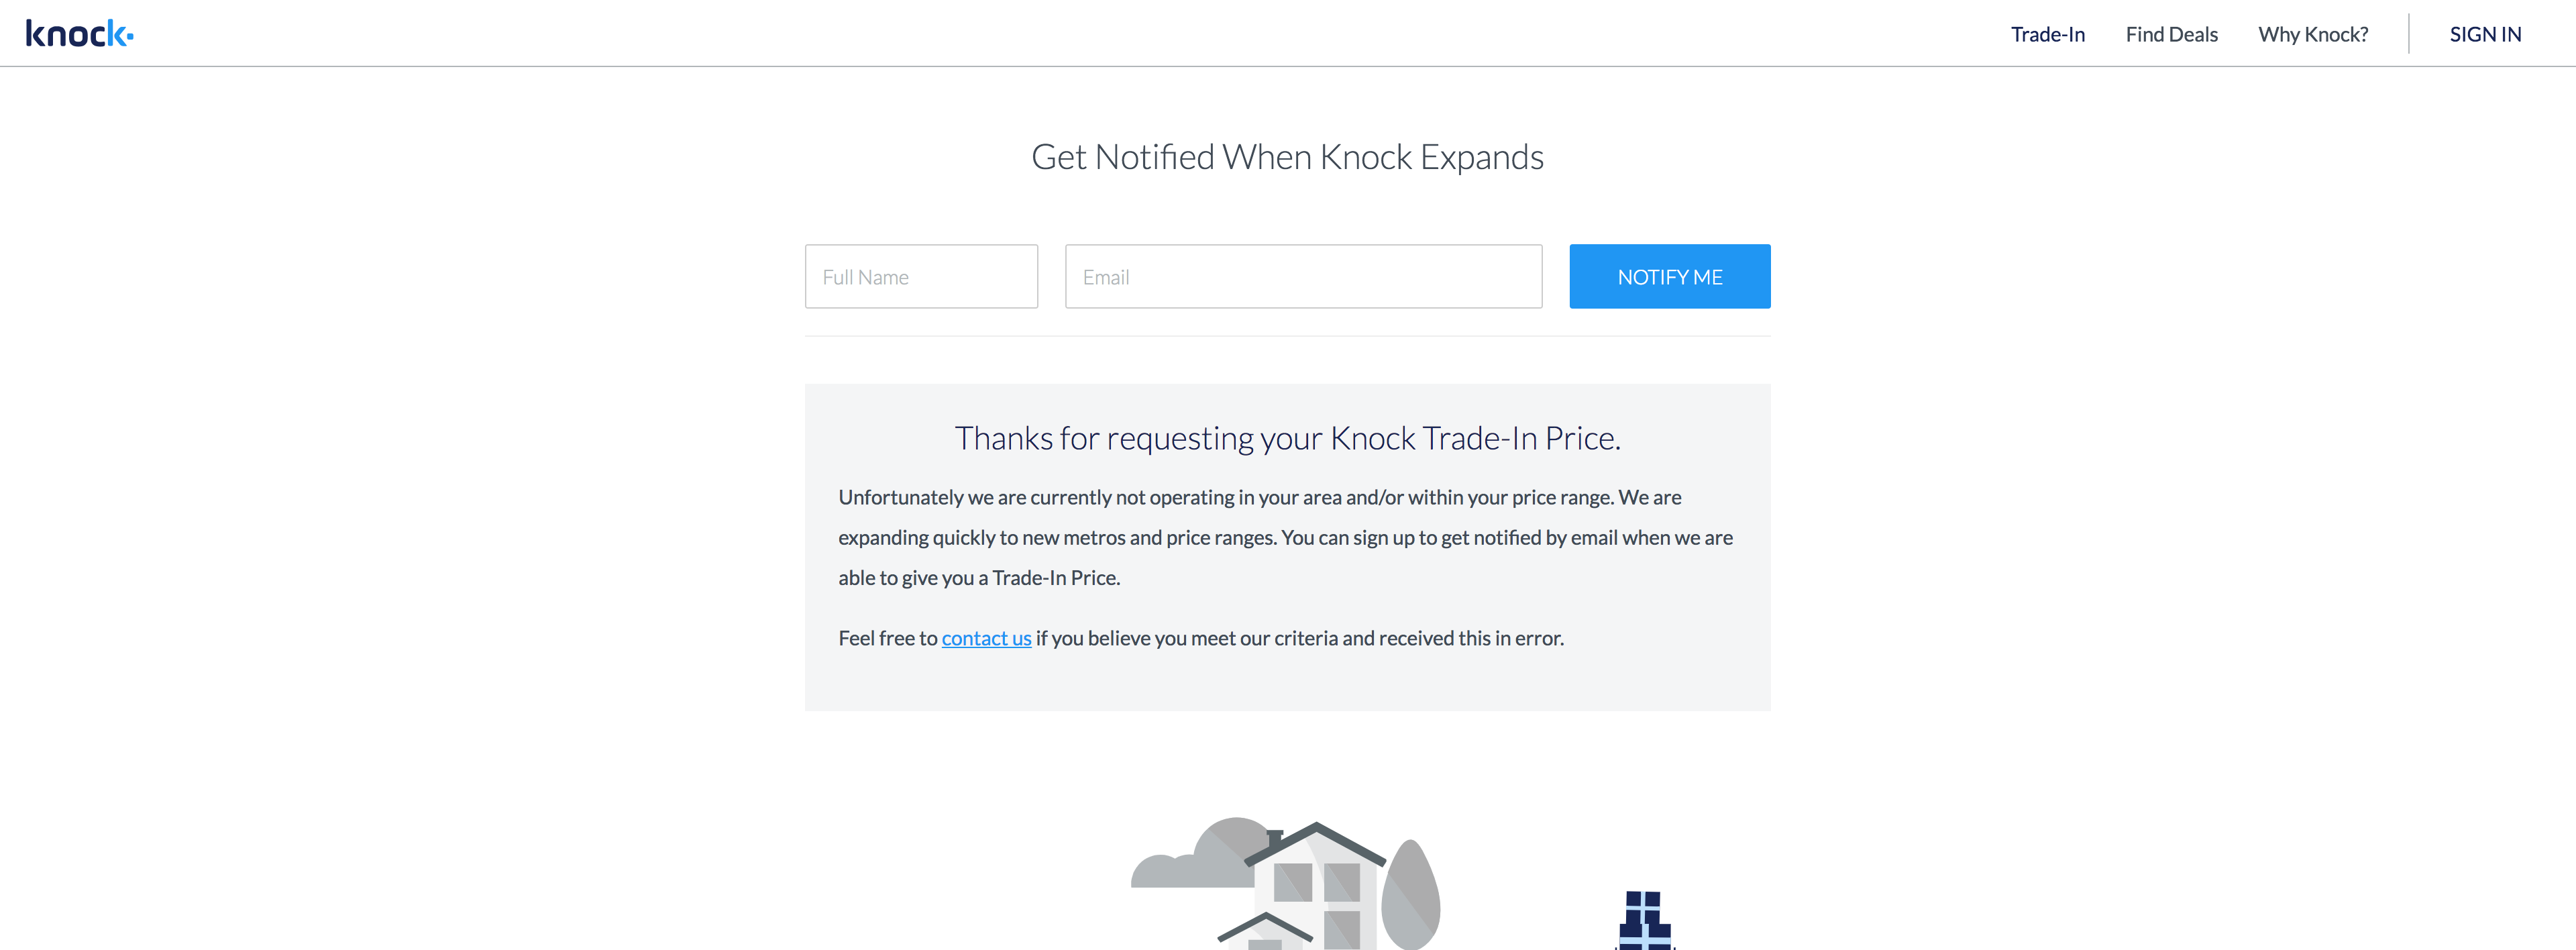 knock
Trade-In
Find Deals
Why Knock?
SIGN IN
Get Notified When Knock Expands
Full Name
Email
NOTIFY ME
Thanks for requesting your Knock Trade-In Price.
Unfortunately we are currently not operating in your area and/or within your price range. We are
expanding quickly to new metros and price ranges. You can sign up to get notified by email when we are
able to give you a Trade-In Price.
Feel free to contact us if you believe you meet our criteria and received this in error.